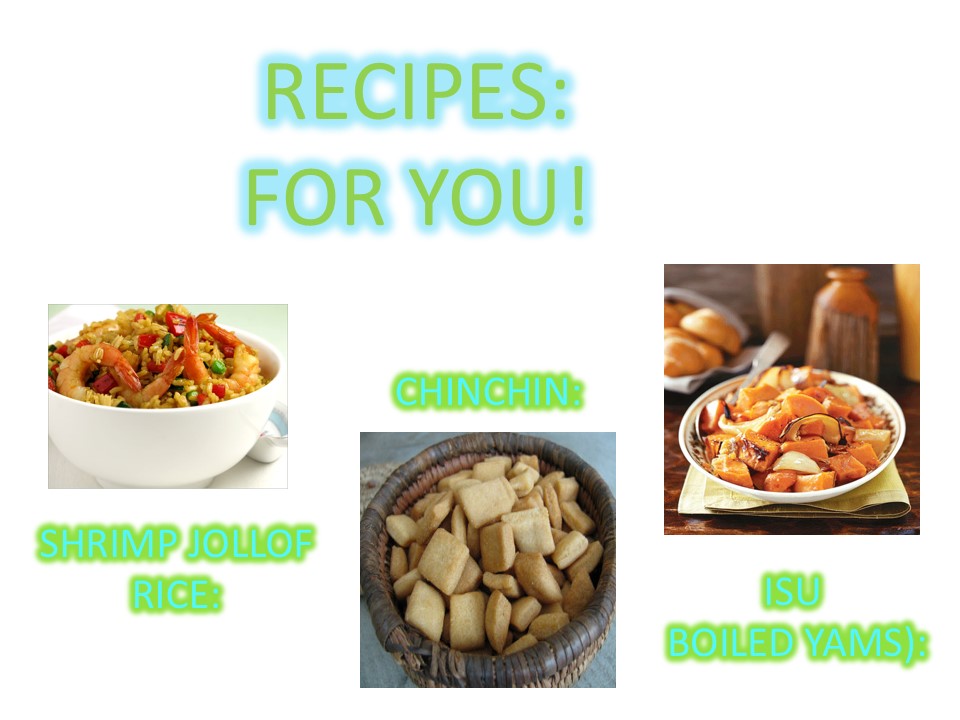 RECIPES:
FOR YOU!
CHINCHIN:
SHRIMP JOLLOF
RICE:
ISU
BOILED YAMS):